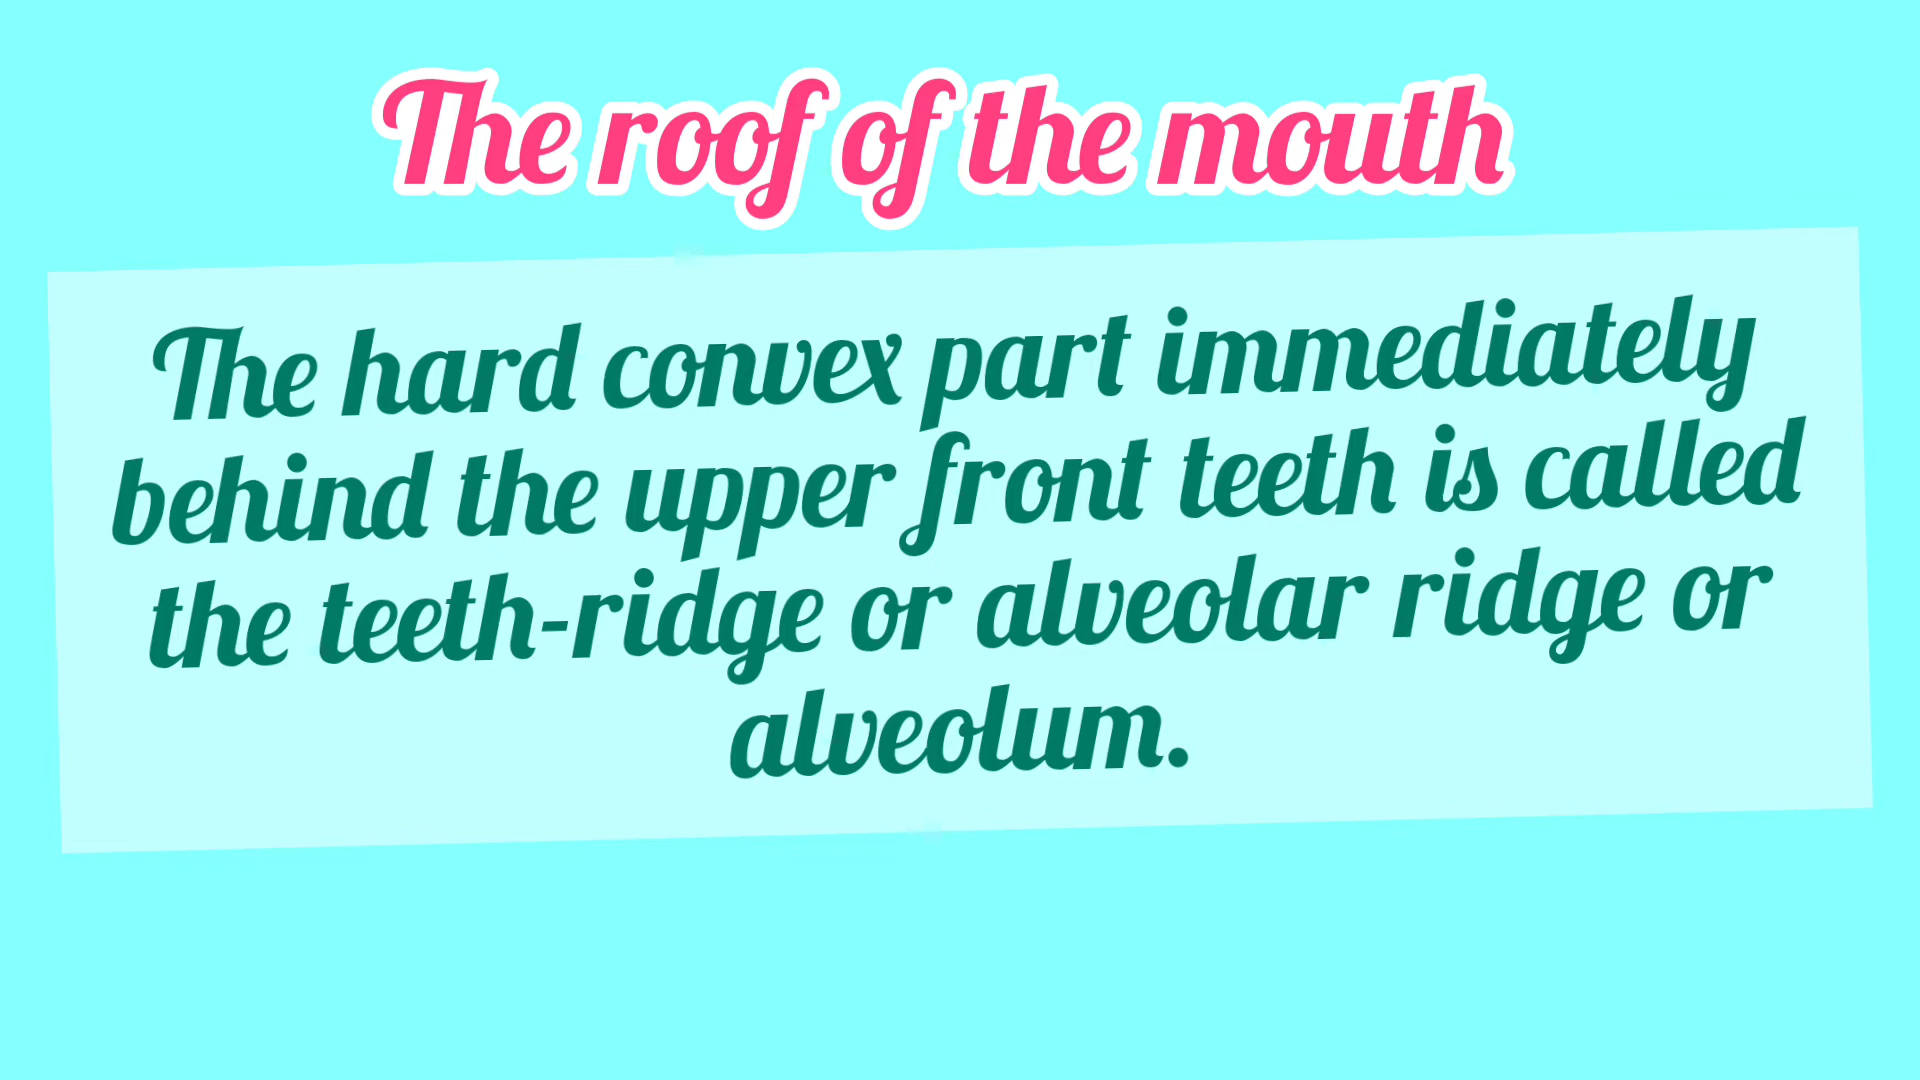 The roof of the mouth
The hard convex part immediately
behind the upper front teeth is called
the teeth-ridge or alveolar ridge or
alveolum.